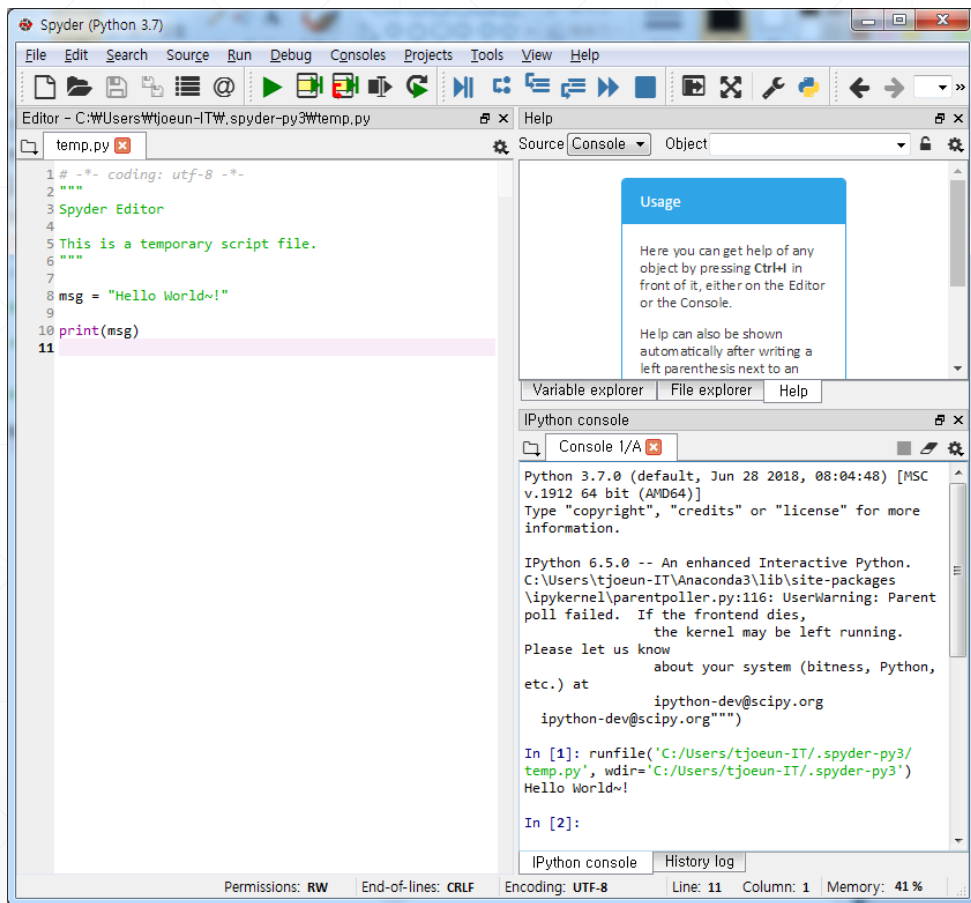 Spyder (Python 3.7)
File Edit Search Source Run Debug Consoles Projects Tools View Help
Editor - C:₩Users₩tjoeun-IT₩.spyder-py3₩temp.py
temp.py
1 # -*- coding: utf-8 -*-
2 """
3 Spyder Editor
4
5 This is a temporary script file.
6 """
7
8 msg = "Hello World~!"
9
10 print(msg)
11
Help
Source Console Object
Usage
Here you can get help of any
object by pressing Ctrl+I in
front of it, either on the Editor
or the Console.
Help can also be shown
automatically after writing a
left parenthesis next to an
Variable explorer File explorer Help
IPython console
Console 1/A
Python 3.7.0 (default, Jun 28 2018, 08:04:48) [MSC
v.1912 64 bit (AMD64)]
Type "copyright", "credits" or "license" for more
information.
IPython 6.5.0 -- An enhanced Interactive Python.
C:\Users\tjoeun-IT\Anaconda3\lib\site-packages
\ipykernel\parentpoller.py:116: UserWarning: Parent
poll failed.  If the frontend dies,
the kernel may be left running.
Please let us know
about your system (bitness, Python,
etc.) at
ipython-dev@scipy.org
ipython-dev@scipy.org""")
In [1]: runfile('C:/Users/tjoeun-IT/.spyder-py3/
temp.py', wdir='C:/Users/tjoeun-IT/.spyder-py3')
Hello World~!
In [2]:
IPython console History log
Permissions: RW End-of-lines: CRLF Encoding: UTF-8 Line: 11 Column: 1 Memory: 41 %